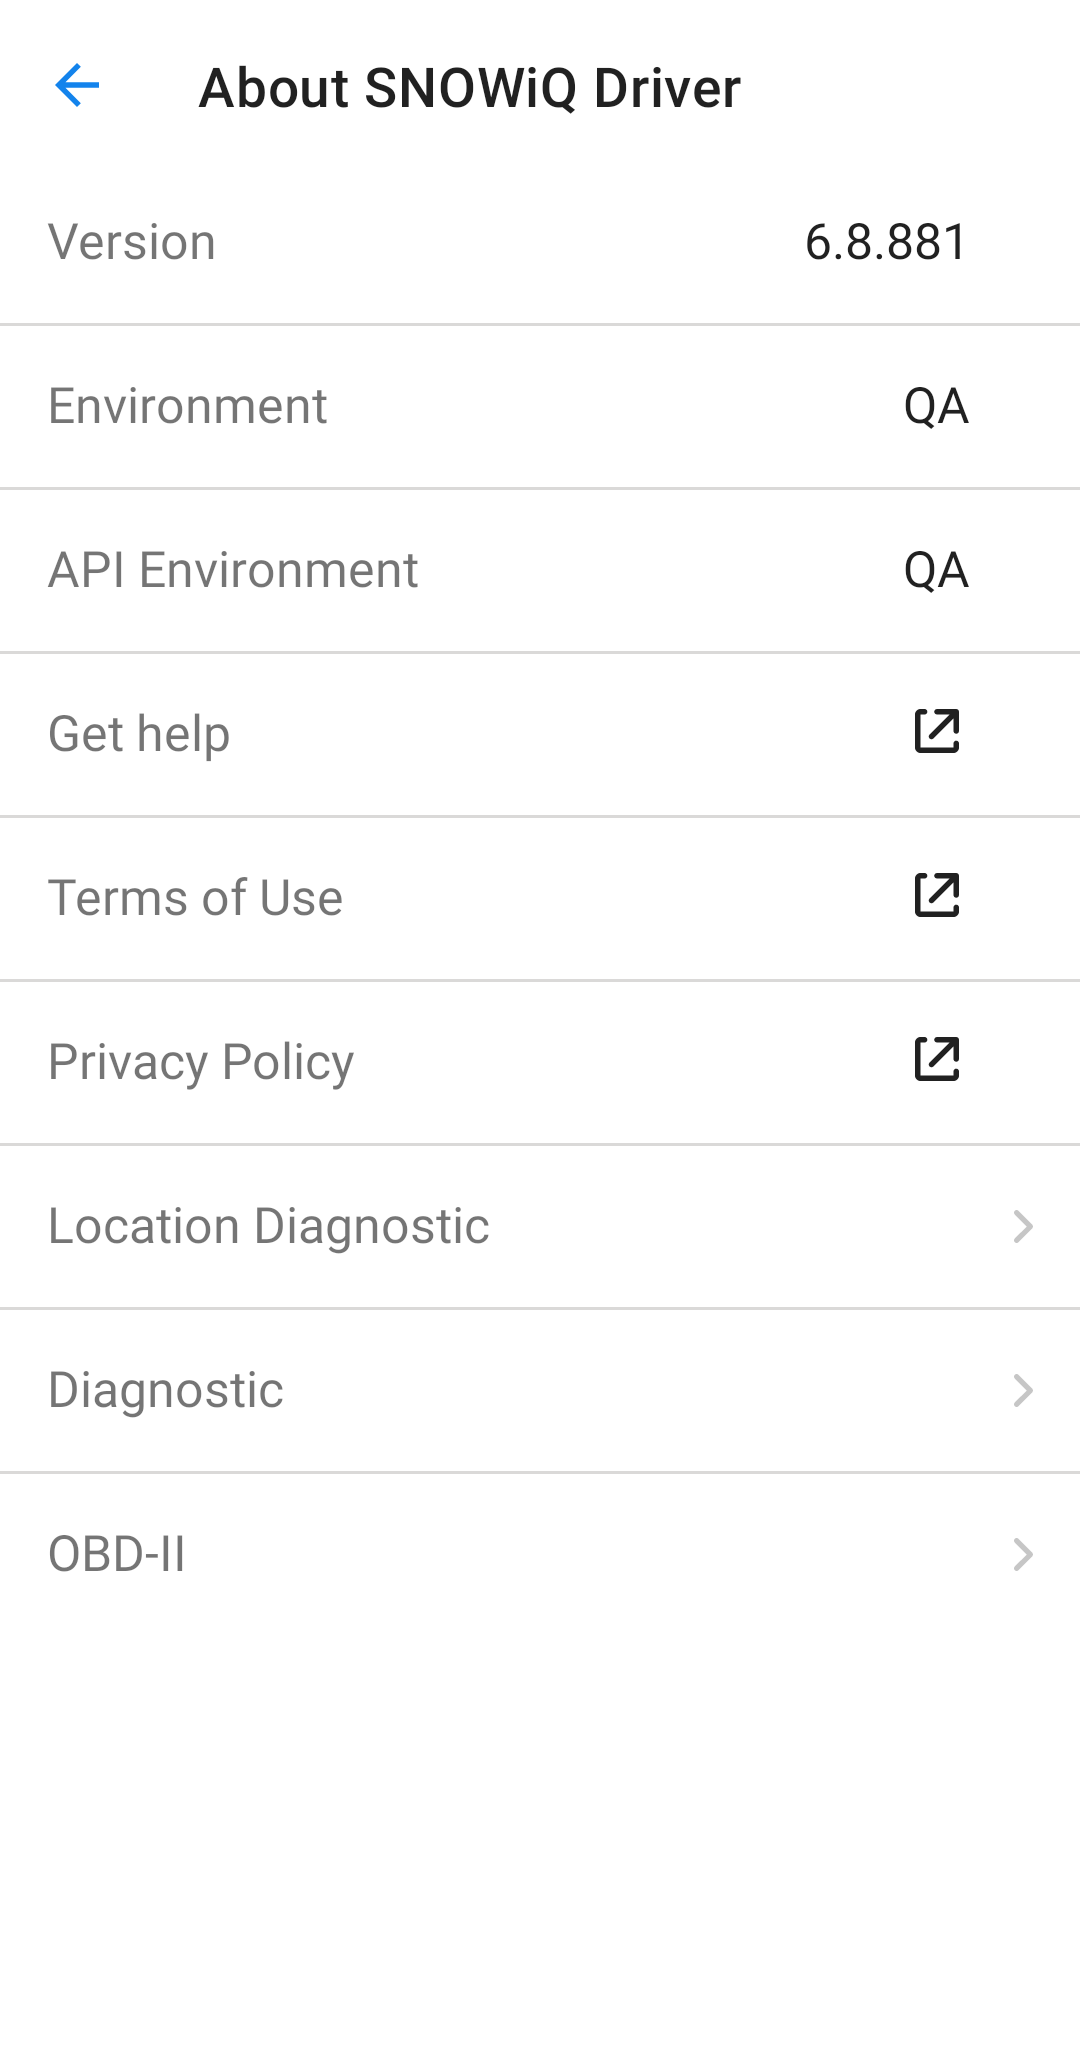 About SNOWiQ Driver
Version 6.8.881
Environment QA
API Environment QA
Get help
Terms of Use
Privacy Policy
Location Diagnostic
Diagnostic
OBD-II